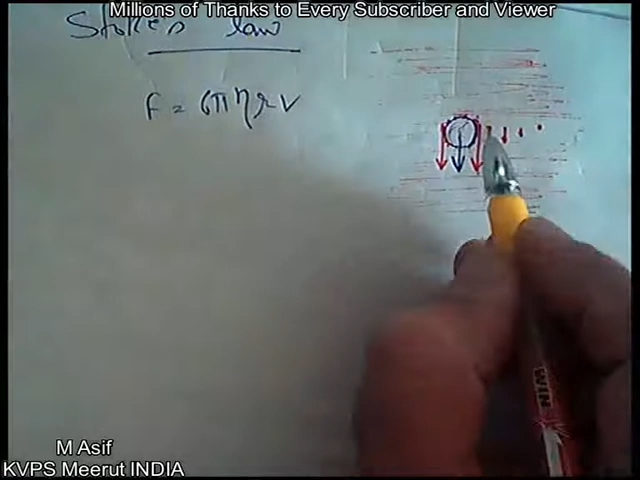 Millions of Thanks to Every Subscriber and Viewer
Stokes law
F = 6πηrv
WIN
M Asif
KVPS Meerut INDIA